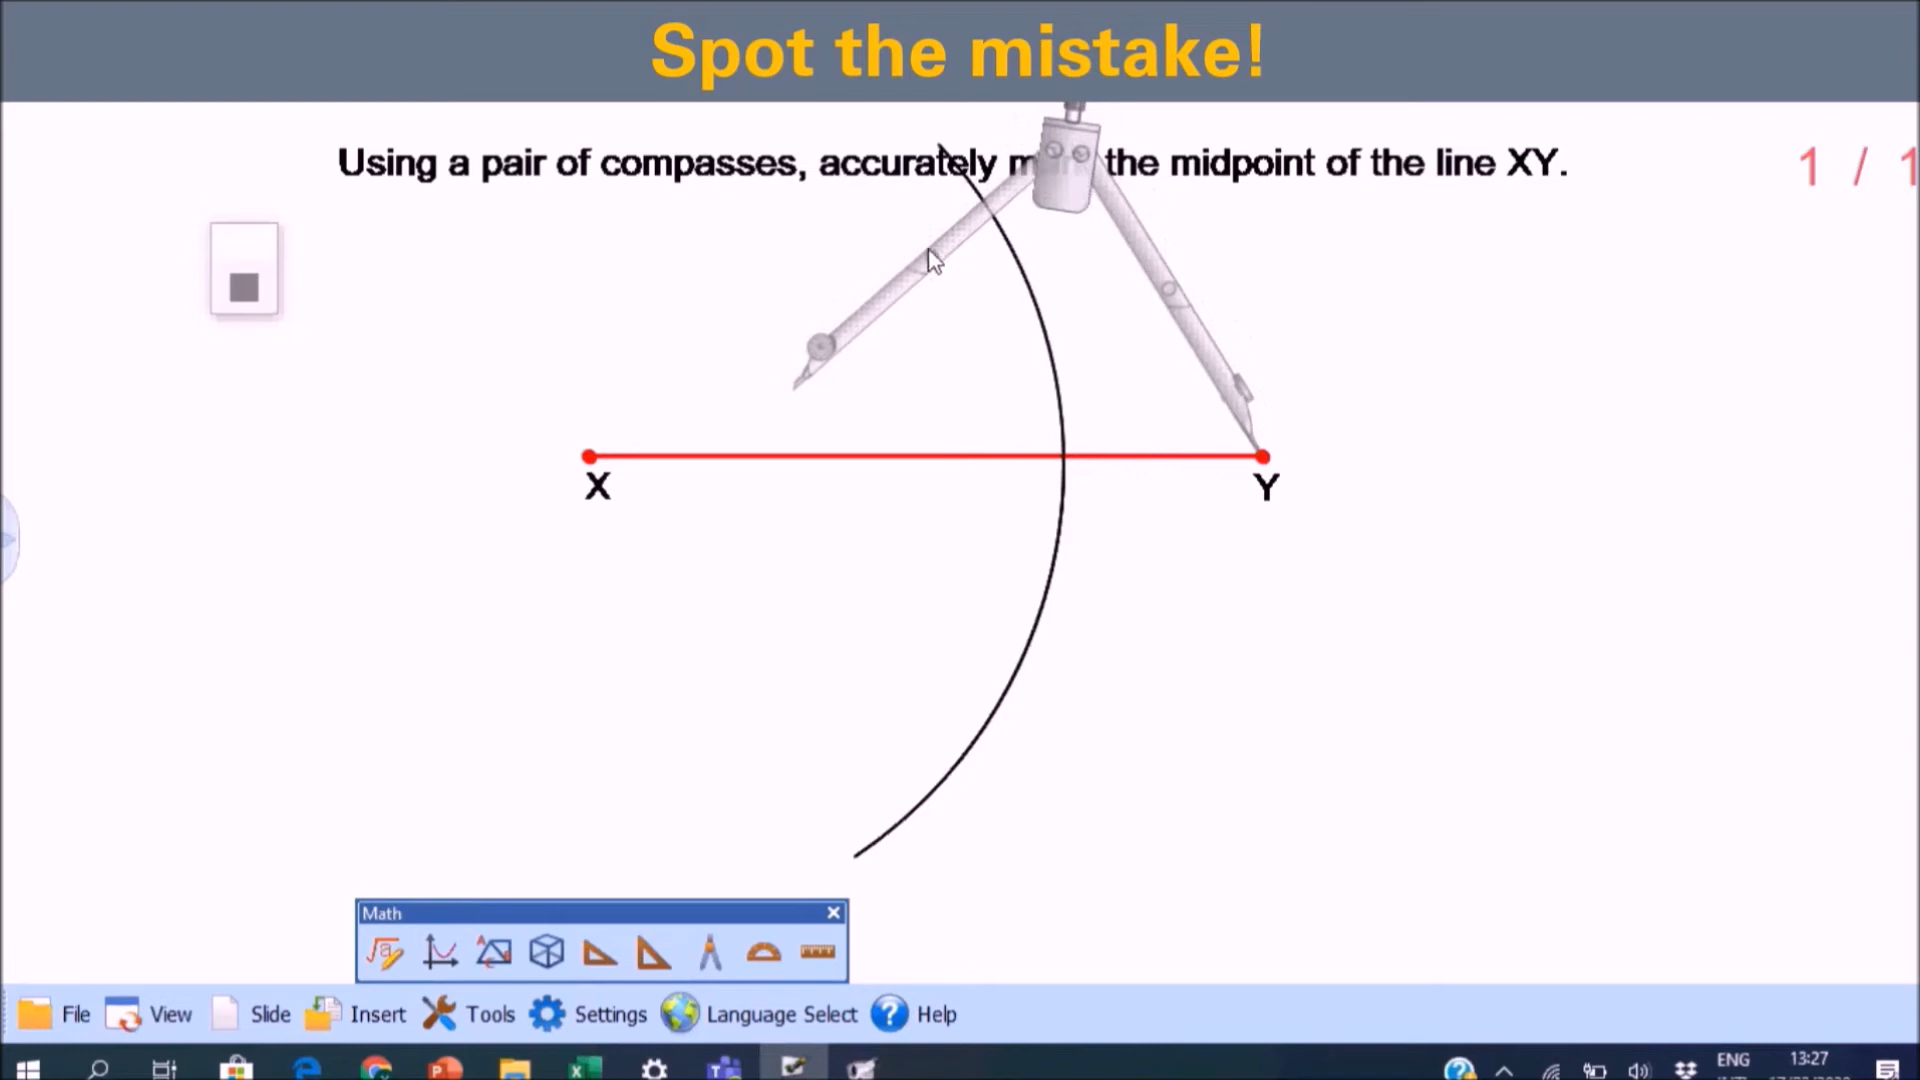 Spot the mistake!
Using a pair of compasses, accurately m the midpoint of the line XY.
1 / 1
X
Y
Math
File View Slide Insert Tools Settings Language Select Help
ENG
13:27